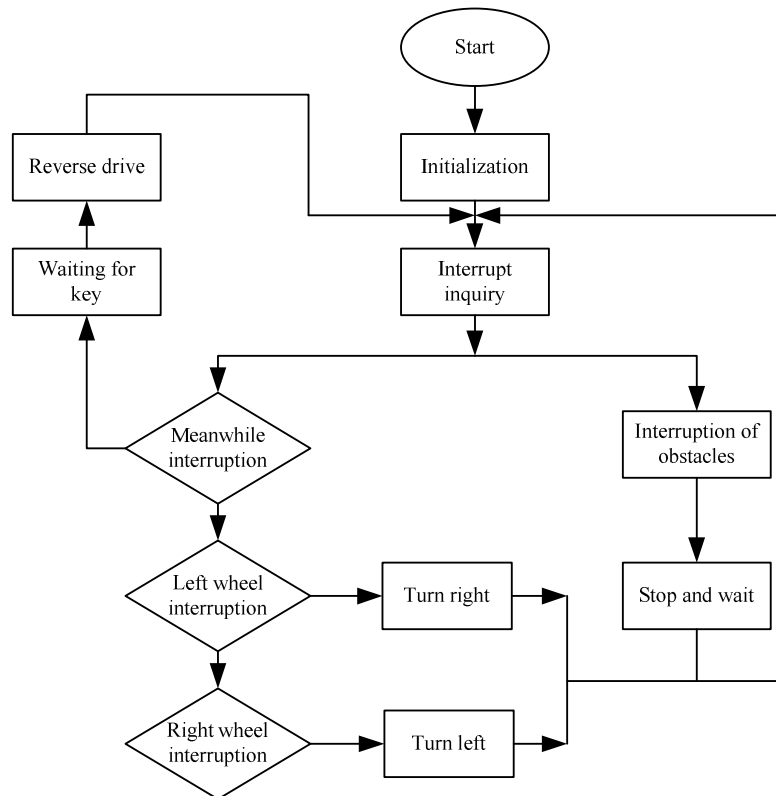 Start
Reverse drive
Initialization
Waiting for
key
Interrupt
inquiry
Meanwhile
interruption
Interruption of
obstacles
Left wheel
interruption
Turn right
Stop and wait
Right wheel
interruption
Turn left